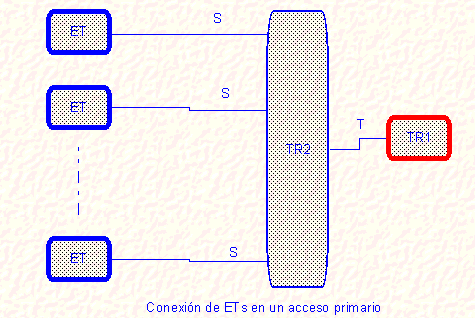 S
ET
S
ET
T
TR1
TR2
S
ET
Conexión de ETs en un acceso primario